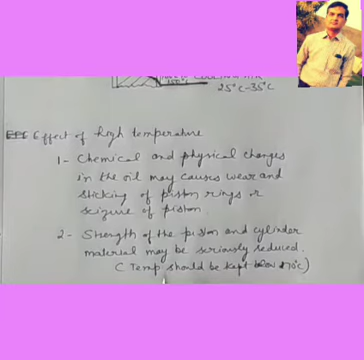 25°C-35°C
Effect of high temperature
1- Chemical and physical changes
in the oil may causes wear and
sticking of piston rings or
seizure of piston
2- Strength of the piston and cylinder
material may be seriously reduced.
(Temp should be kept below 270°C)